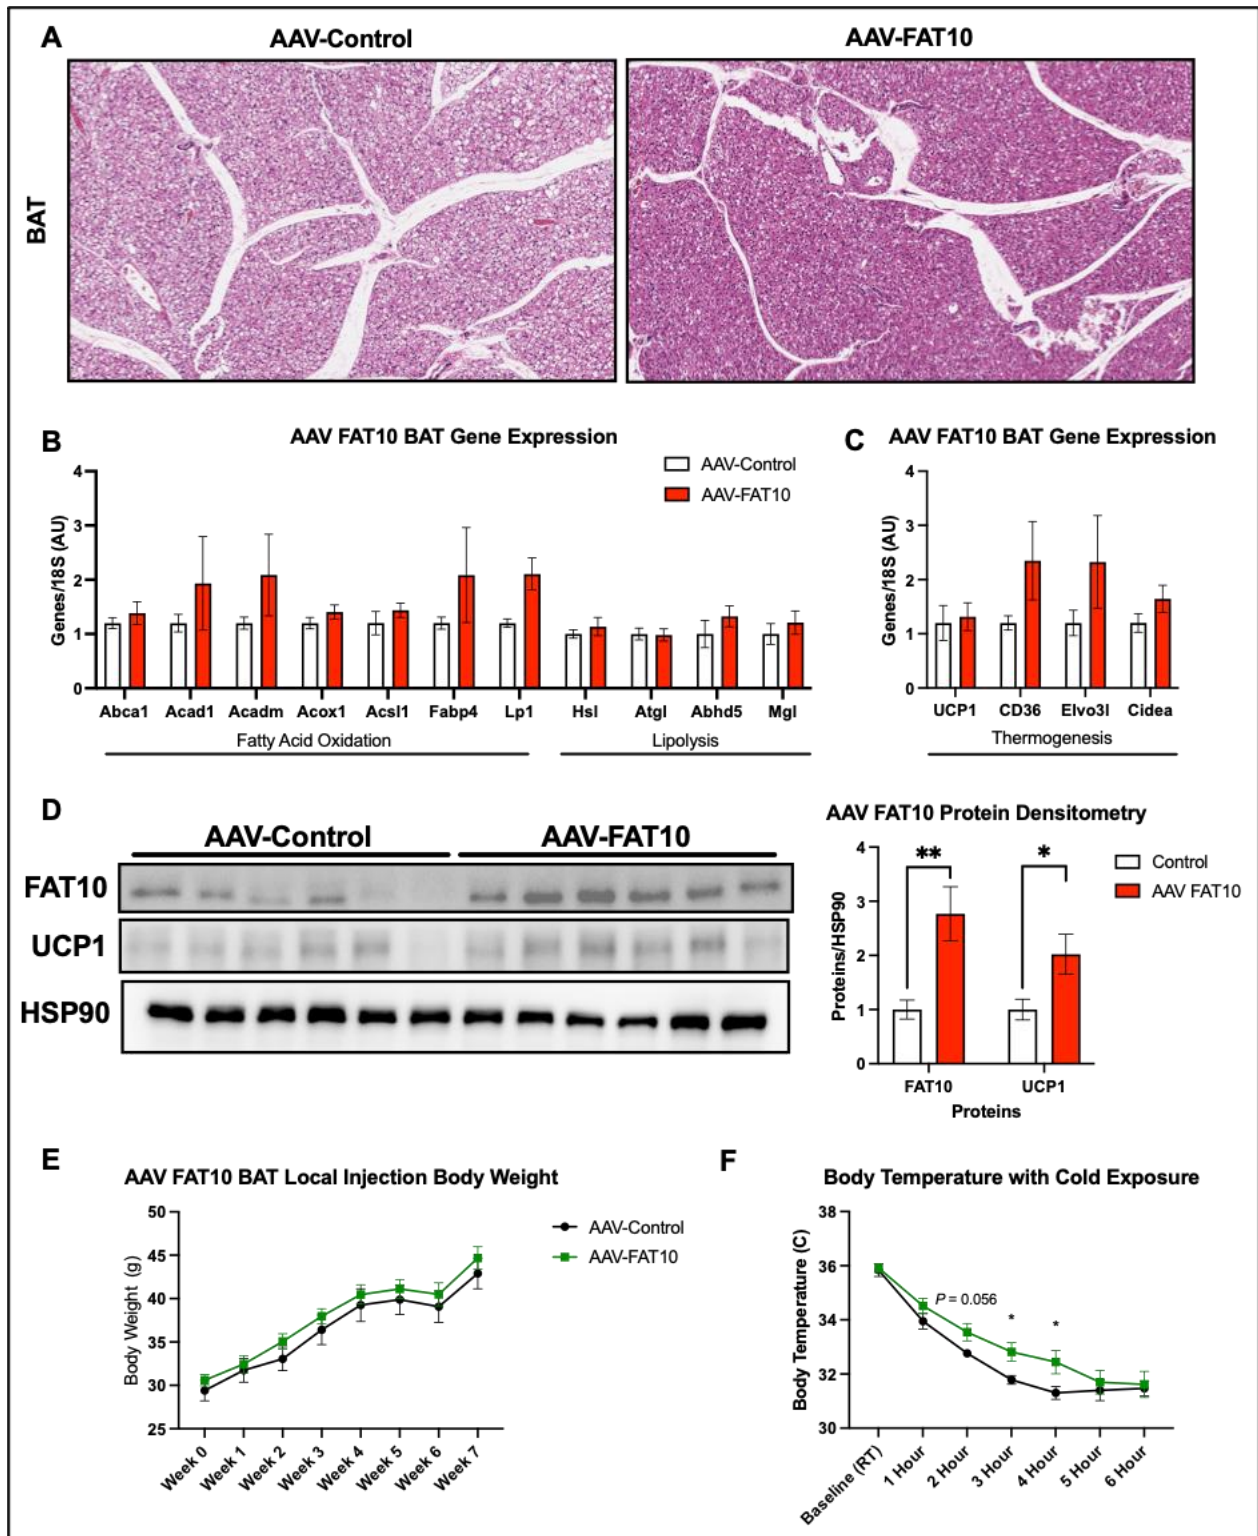 A
AAV-Control
AAV-FAT10
BAT
B
AAV FAT10 BAT Gene Expression
AAV-Control
AAV-FAT10
Genes/18S (AU)
4
3
2
1
0
Abca1 Acad1 Acadm Acox1 Acsl1 Fabp4 Lp1 Hsl Atgl Abhd5 Mgl
Fatty Acid Oxidation Lipolysis
C
AAV FAT10 BAT Gene Expression
Genes/18S (AU)
4
3
2
1
0
UCP1 CD36 Elvo3l Cidea
Thermogenesis
D
AAV-Control AAV-FAT10
FAT10
UCP1
HSP90
AAV FAT10 Protein Densitometry
Control
AAV FAT10
Proteins/HSP90
4
3
2
1
0
** *
FAT10 UCP1
Proteins
E
AAV FAT10 BAT Local Injection Body Weight
AAV-Control
AAV-FAT10
Body Weight (g)
50
45
40
35
30
25
Week 0 Week 1 Week 2 Week 3 Week 4 Week 5 Week 6 Week 7
F
Body Temperature with Cold Exposure
Body Temperature (C)
38
36
34
32
30
P = 0.056
* *
Baseline (RT) 1 Hour 2 Hour 3 Hour 4 Hour 5 Hour 6 Hour